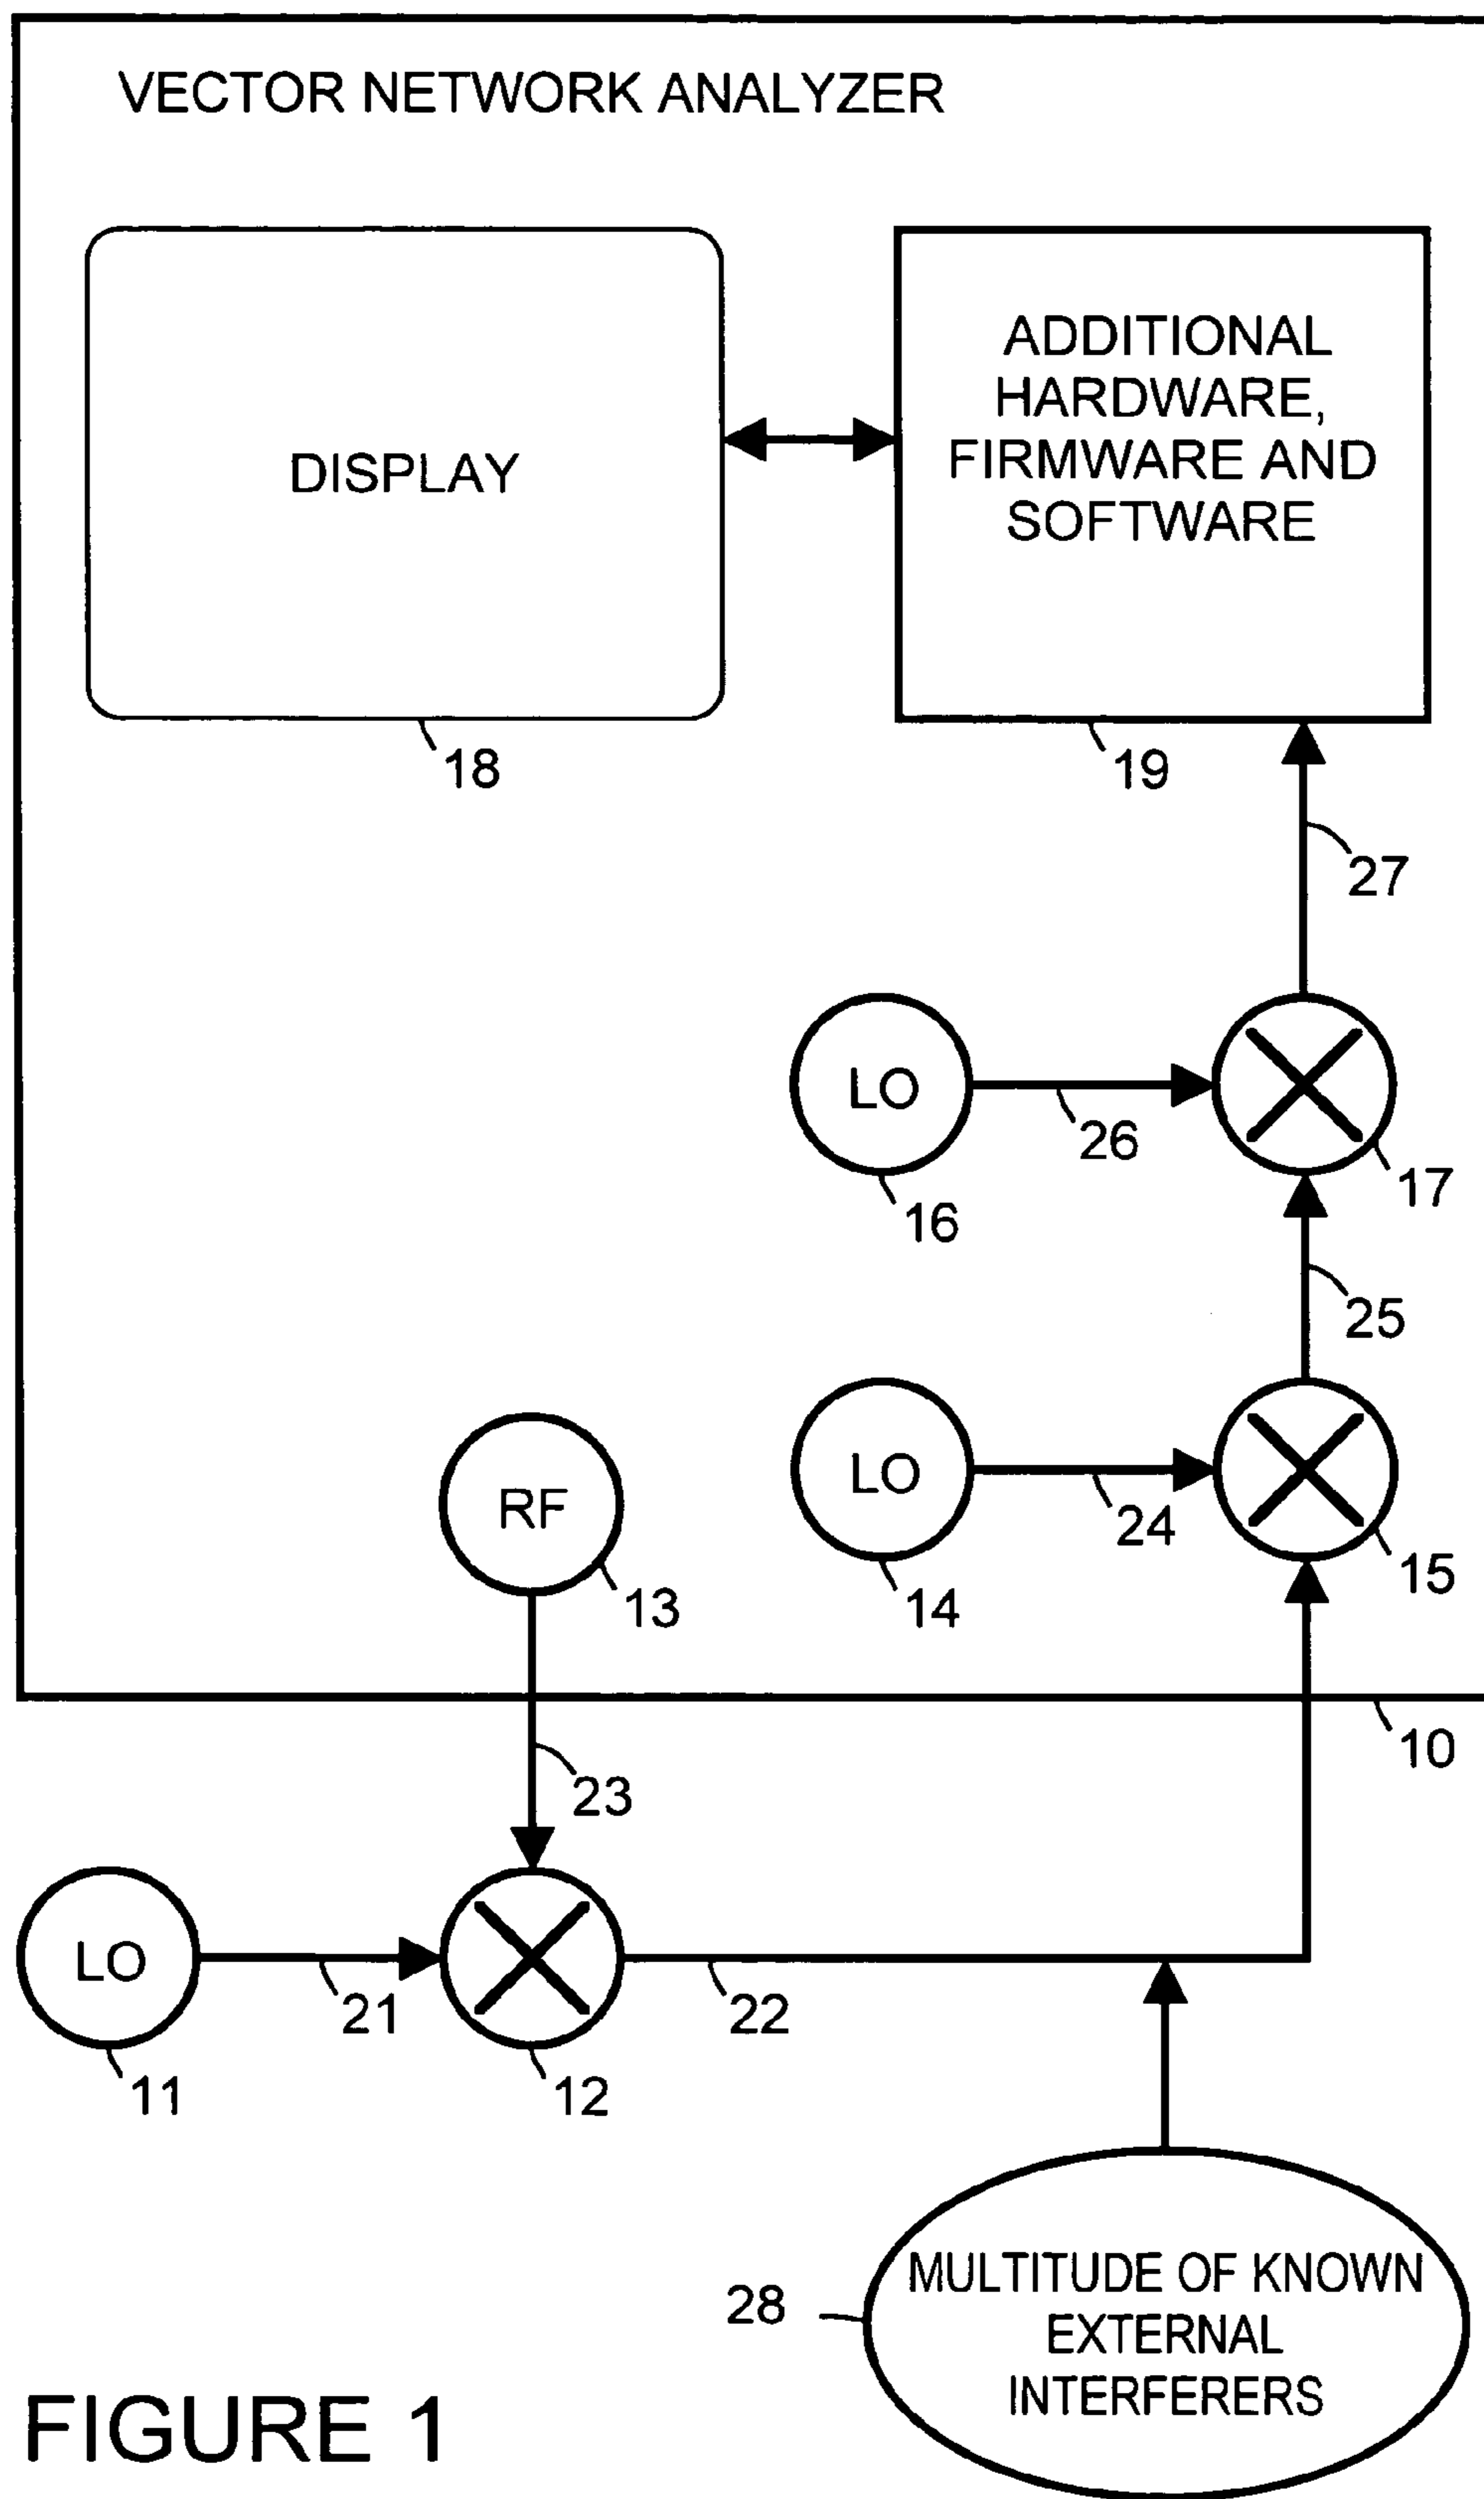 VECTOR NETWORK ANALYZER
DISPLAY
ADDITIONAL
HARDWARE,
FIRMWARE AND
SOFTWARE
18
19
27
LO
26
17
16
25
RF
LO
24
15
13
14
10
23
LO
21
22
11
12
MULTITUDE OF KNOWN
28
EXTERNAL
INTERFERERS
FIGURE 1